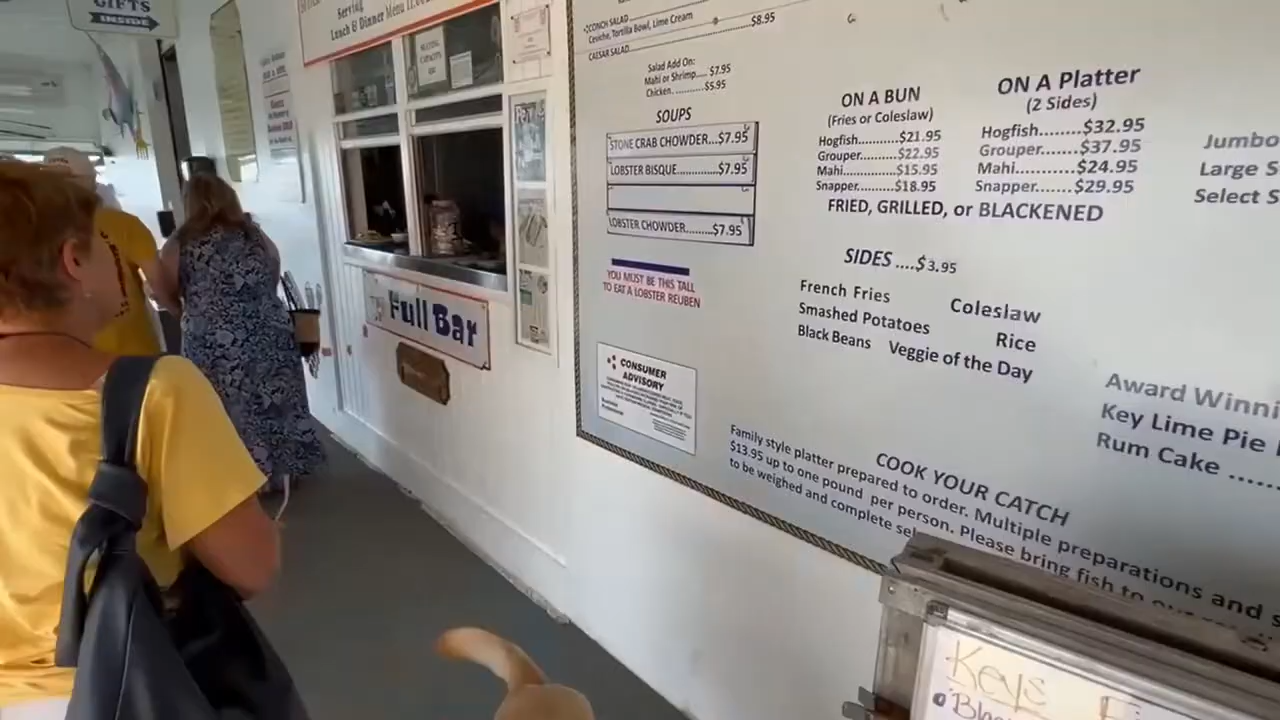 GIFTS
INSIDE
Serving
Lunch & Dinner Menu
SEATING
CAPACITY
Full Bar
CONCH SALAD
Ceviche, Tortilla Bowl, Lime Cream
$8.95
CAESAR SALAD
Salad Add On:
Mahi or Shrimp.... $7.95
Chicken. ..........$5.95
SOUPS
STONE CRAB CHOWDER...$7.95
LOBSTER BISQUE............$7.95
LOBSTER CHOWDER.........$7.95
YOU MUST BE THIS TALL
TO EAT A LOBSTER REUBEN
CONSUMER
ADVISORY
ON A BUN
(Fries or Coleslaw)
Hogfish..........$21.95
Grouper.........$22.95
Mahi..............$15.95
Snapper.........$18.95
ON A Platter
(2 Sides)
Hogfish........$32.95
Grouper.......$37.95
Mahi............$24.95
Snapper.......$29.95
FRIED, GRILLED, or BLACKENED
Jumbo
Large S
Select S
SIDES ....$3.95
French Fries Coleslaw
Smashed Potatoes Rice
Black Beans Veggie of the Day
Award Winni
Key Lime Pie
Rum Cake ......
COOK YOUR CATCH
Family style platter prepared to order. Multiple preparations and s
$13.95 up to one pound per person. Please bring fish to our
to be weighed and complete sel
Keys